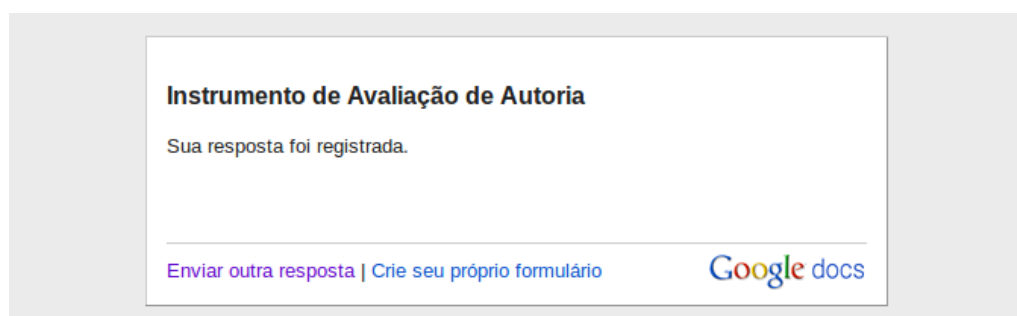 Instrumento de Avaliação de Autoria
Sua resposta foi registrada.
Enviar outra resposta | Crie seu próprio formulário Google docs